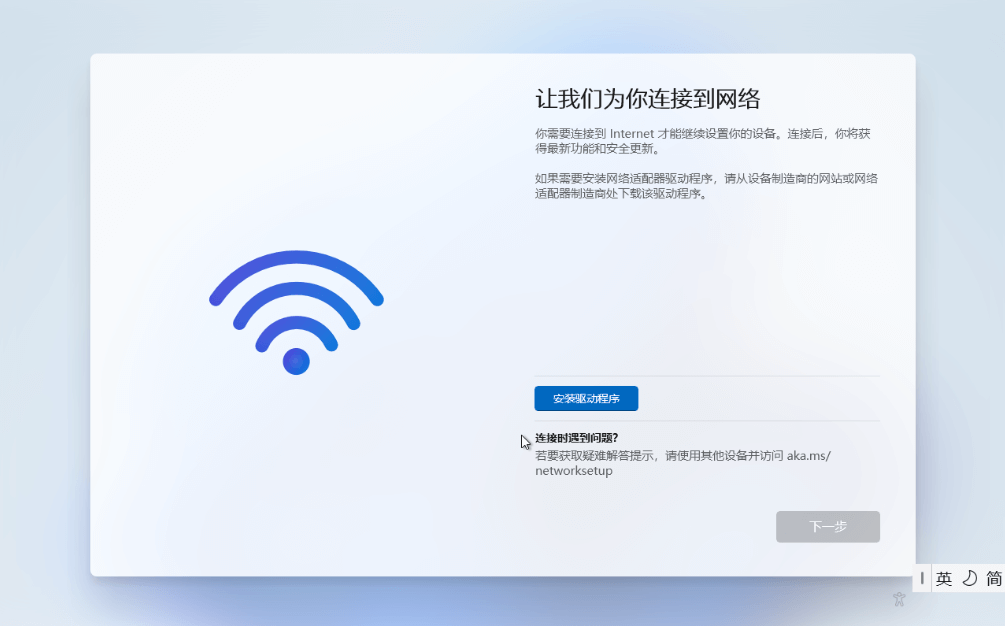 让我们为你连接到网络
你需要连接到 Internet 才能继续设置你的设备。连接后，你将获
得最新功能和安全更新。
如果需要安装网络适配器驱动程序，请从设备制造商的网站或网络
适配器制造商处下载该驱动程序。
安装驱动程序
连接时遇到问题?
若要获取疑难解答提示，请使用其他设备并访问 aka.ms/
networksetup
下一步
英 简